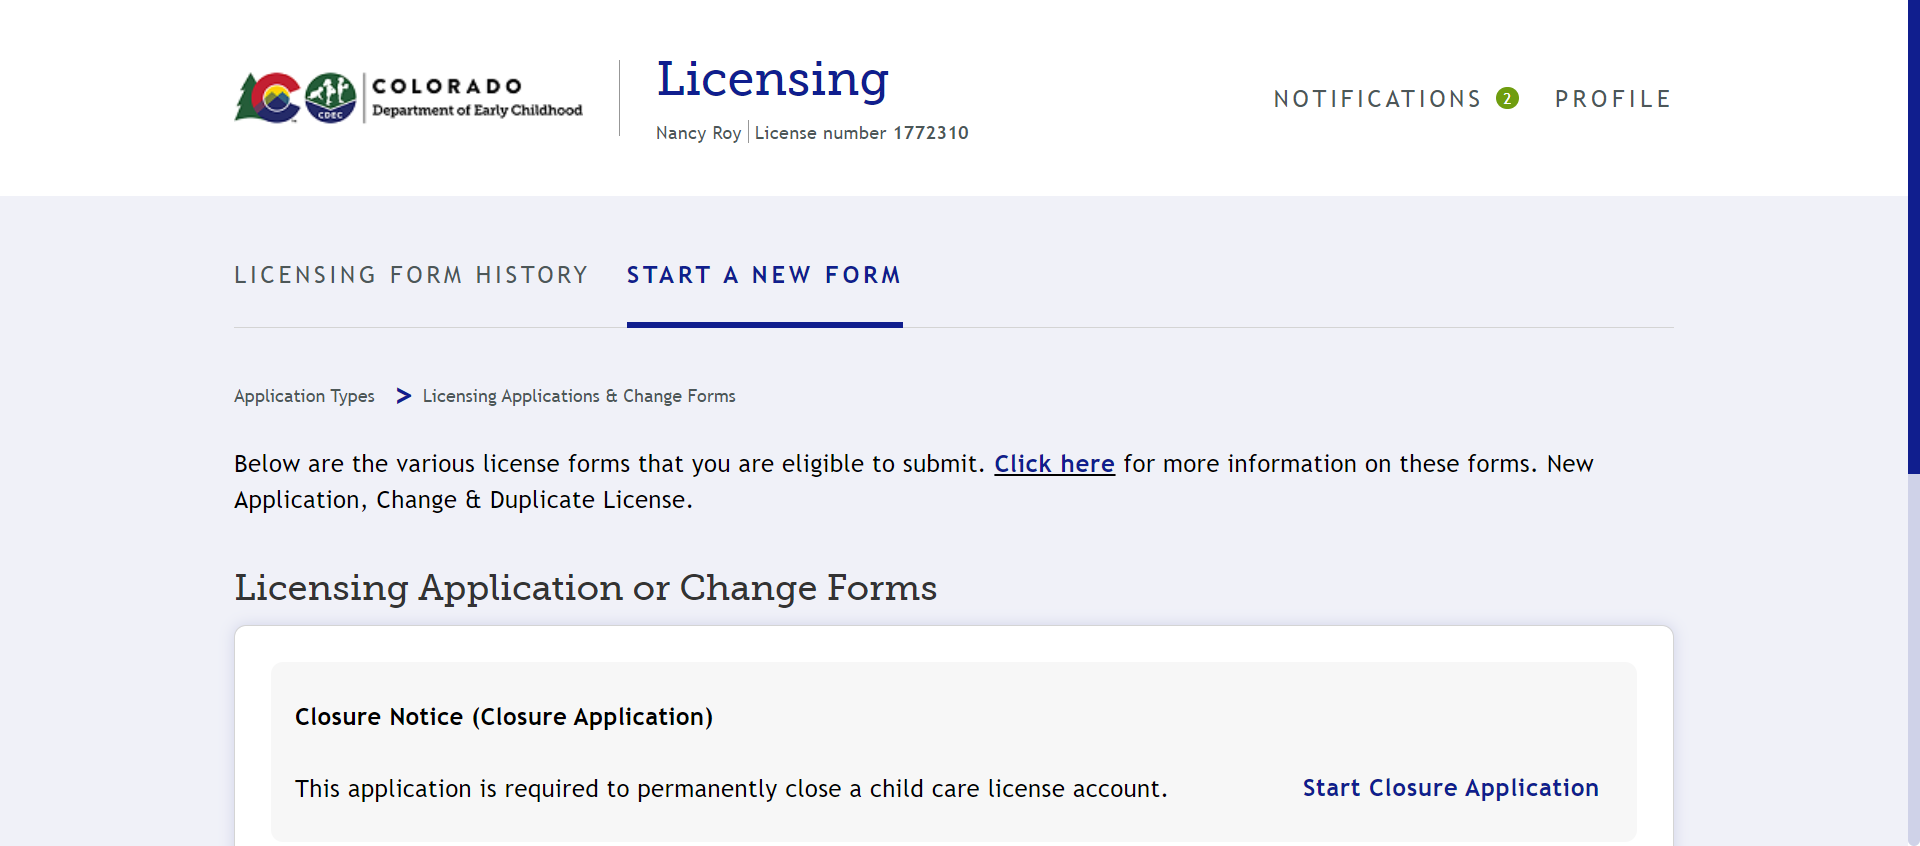 COLORADO
Department of Early Childhood
CDEC
Licensing
Nancy Roy | License number 1772310
NOTIFICATIONS 2 PROFILE
LICENSING FORM HISTORY START A NEW FORM
Application Types > Licensing Applications & Change Forms
Below are the various license forms that you are eligible to submit. Click here for more information on these forms. New
Application, Change & Duplicate License.
Licensing Application or Change Forms
Closure Notice (Closure Application)
This application is required to permanently close a child care license account. Start Closure Application